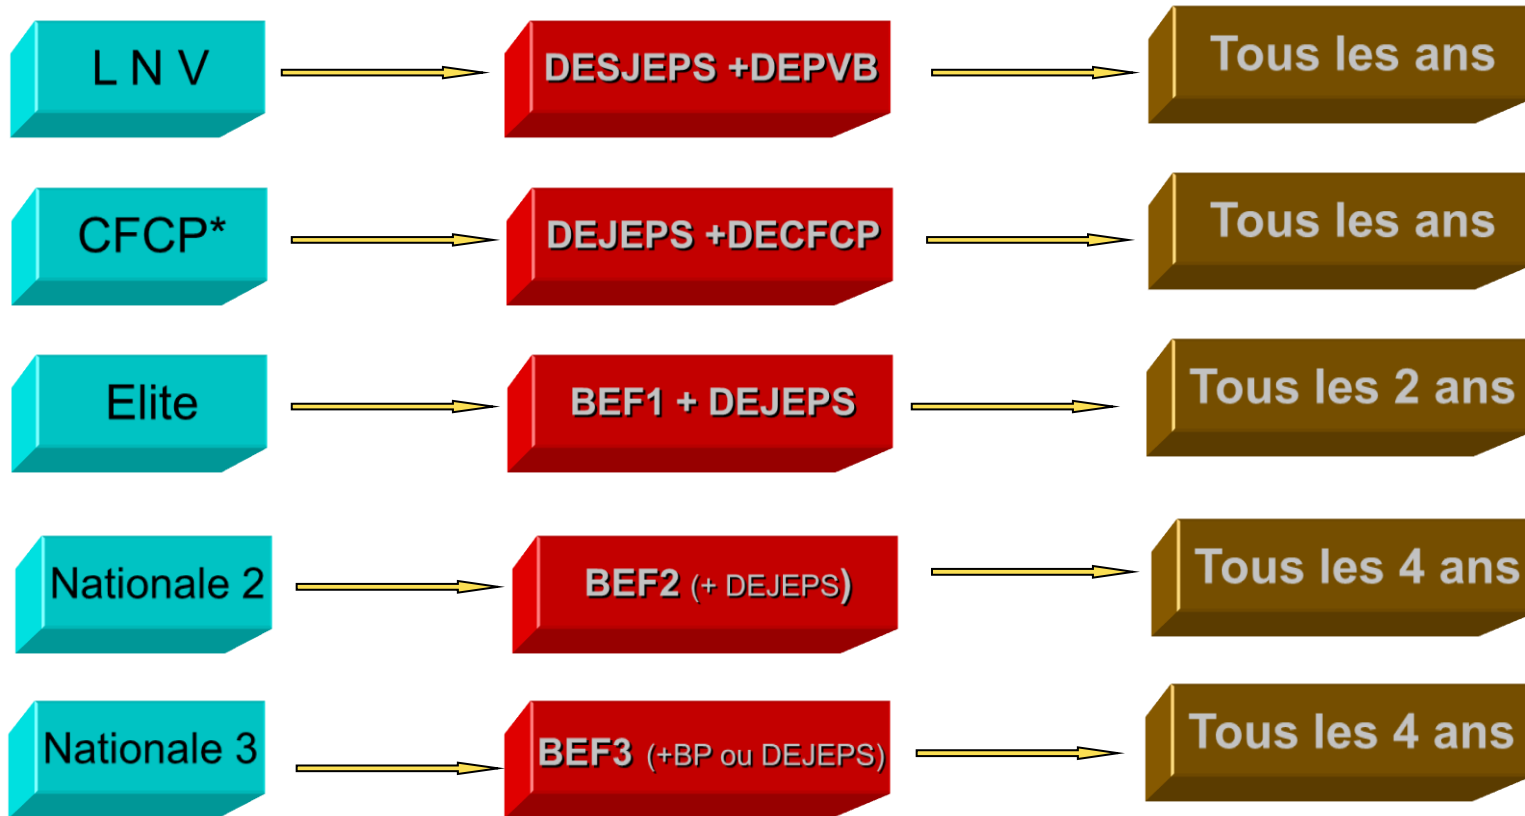 L N V
DESJEPS +DEPVB
Tous les ans
CFCP*
DEJEPS +DECFCP
Tous les ans
Elite
BEF1 + DEJEPS
Tous les 2 ans
Nationale 2
BEF2 (+ DEJEPS)
Tous les 4 ans
Nationale 3
BEF3 (+BP ou DEJEPS)
Tous les 4 ans